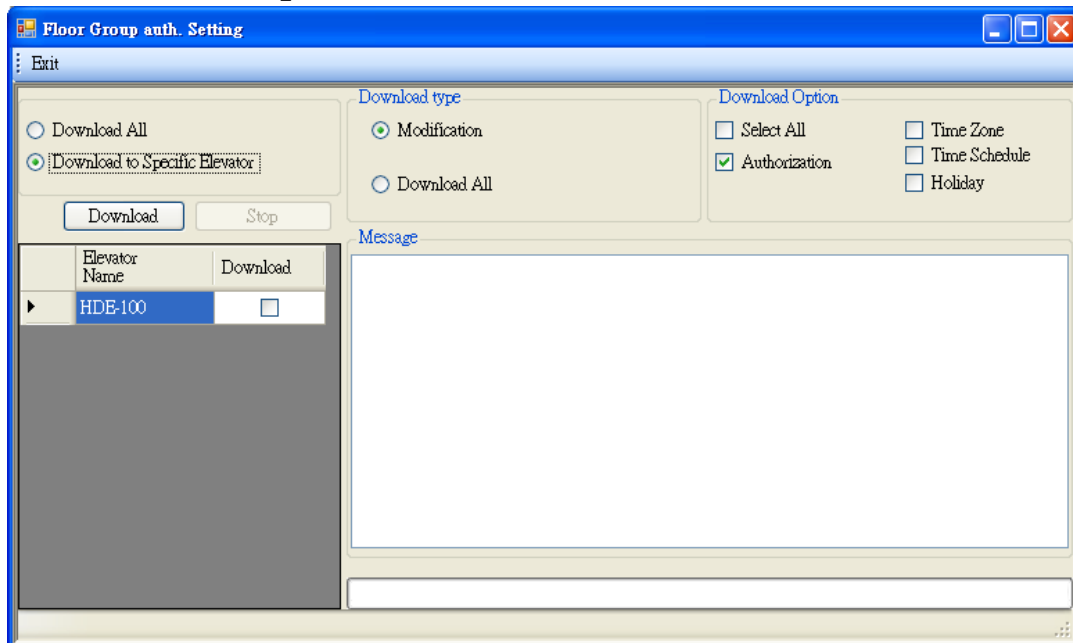 Floor Group auth. Setting
Exit
Download All
Download to Specific Elevator
Download
Stop
Download type
Modification
Download All
Download Option
Select All
Authorization
Time Zone
Time Schedule
Holiday
Elevator
Name
Download
HDE-100
Message